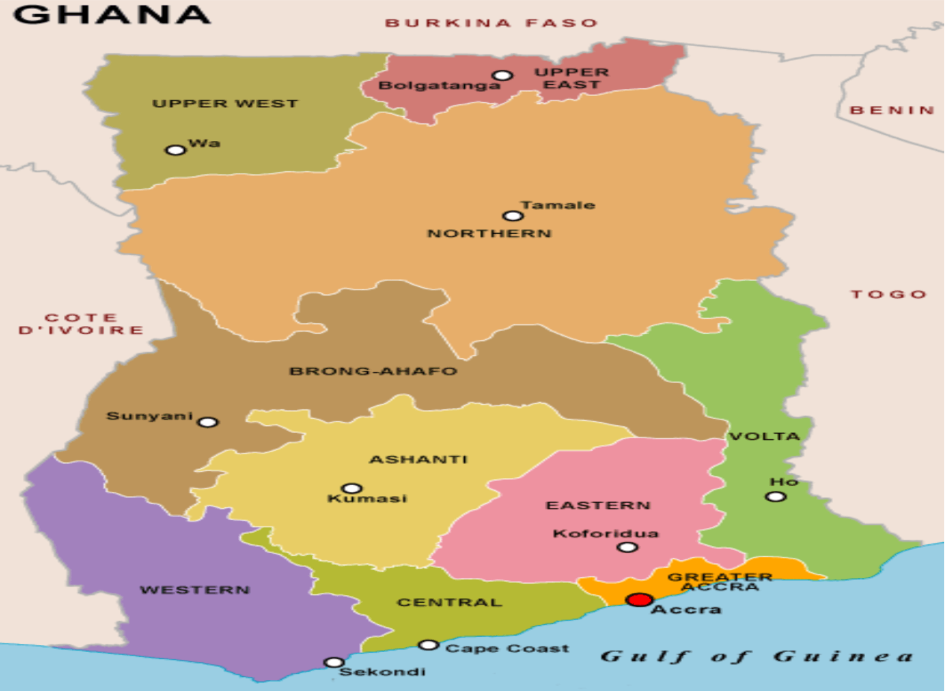 GHANA
BURKINA FASO
UPPER
EAST
Bolgatanga
UPPER WEST
BENIN
Wa
Tamale
NORTHERN
TOGO
COTE
D'IVOIRE
BRONG-AHAFO
Sunyani
VOLTA
ASHANTI
Ho
Kumasi
EASTERN
Koforidua
GREATER
ACCRA
WESTERN
CENTRAL
Accra
Cape Coast
Gulf of Guinea
Sekondi